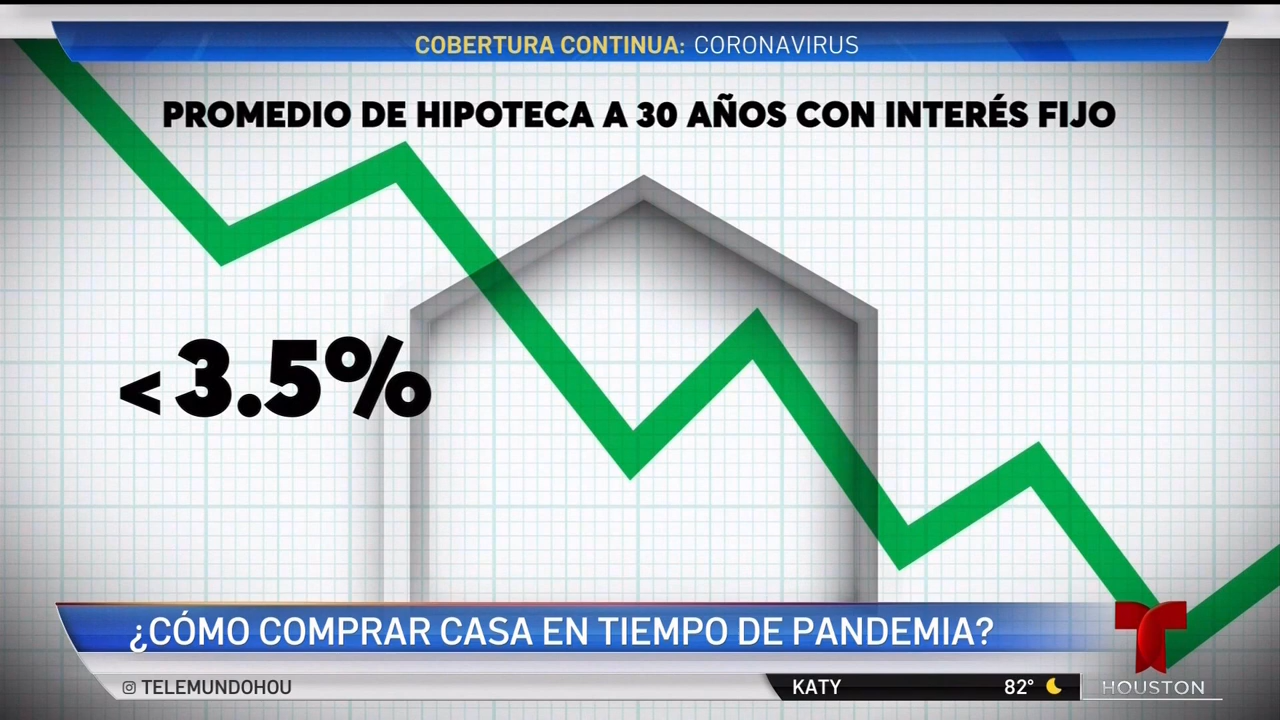 COBERTURA CONTINUA: CORONAVIRUS
PROMEDIO DE HIPOTECA A 30 AÑOS CON INTERÉS FIJO
<3.5%
¿CÓMO COMPRAR CASA EN TIEMPO DE PANDEMIA?
TELEMUNDOHOU
KATY 82°
HOUSTON